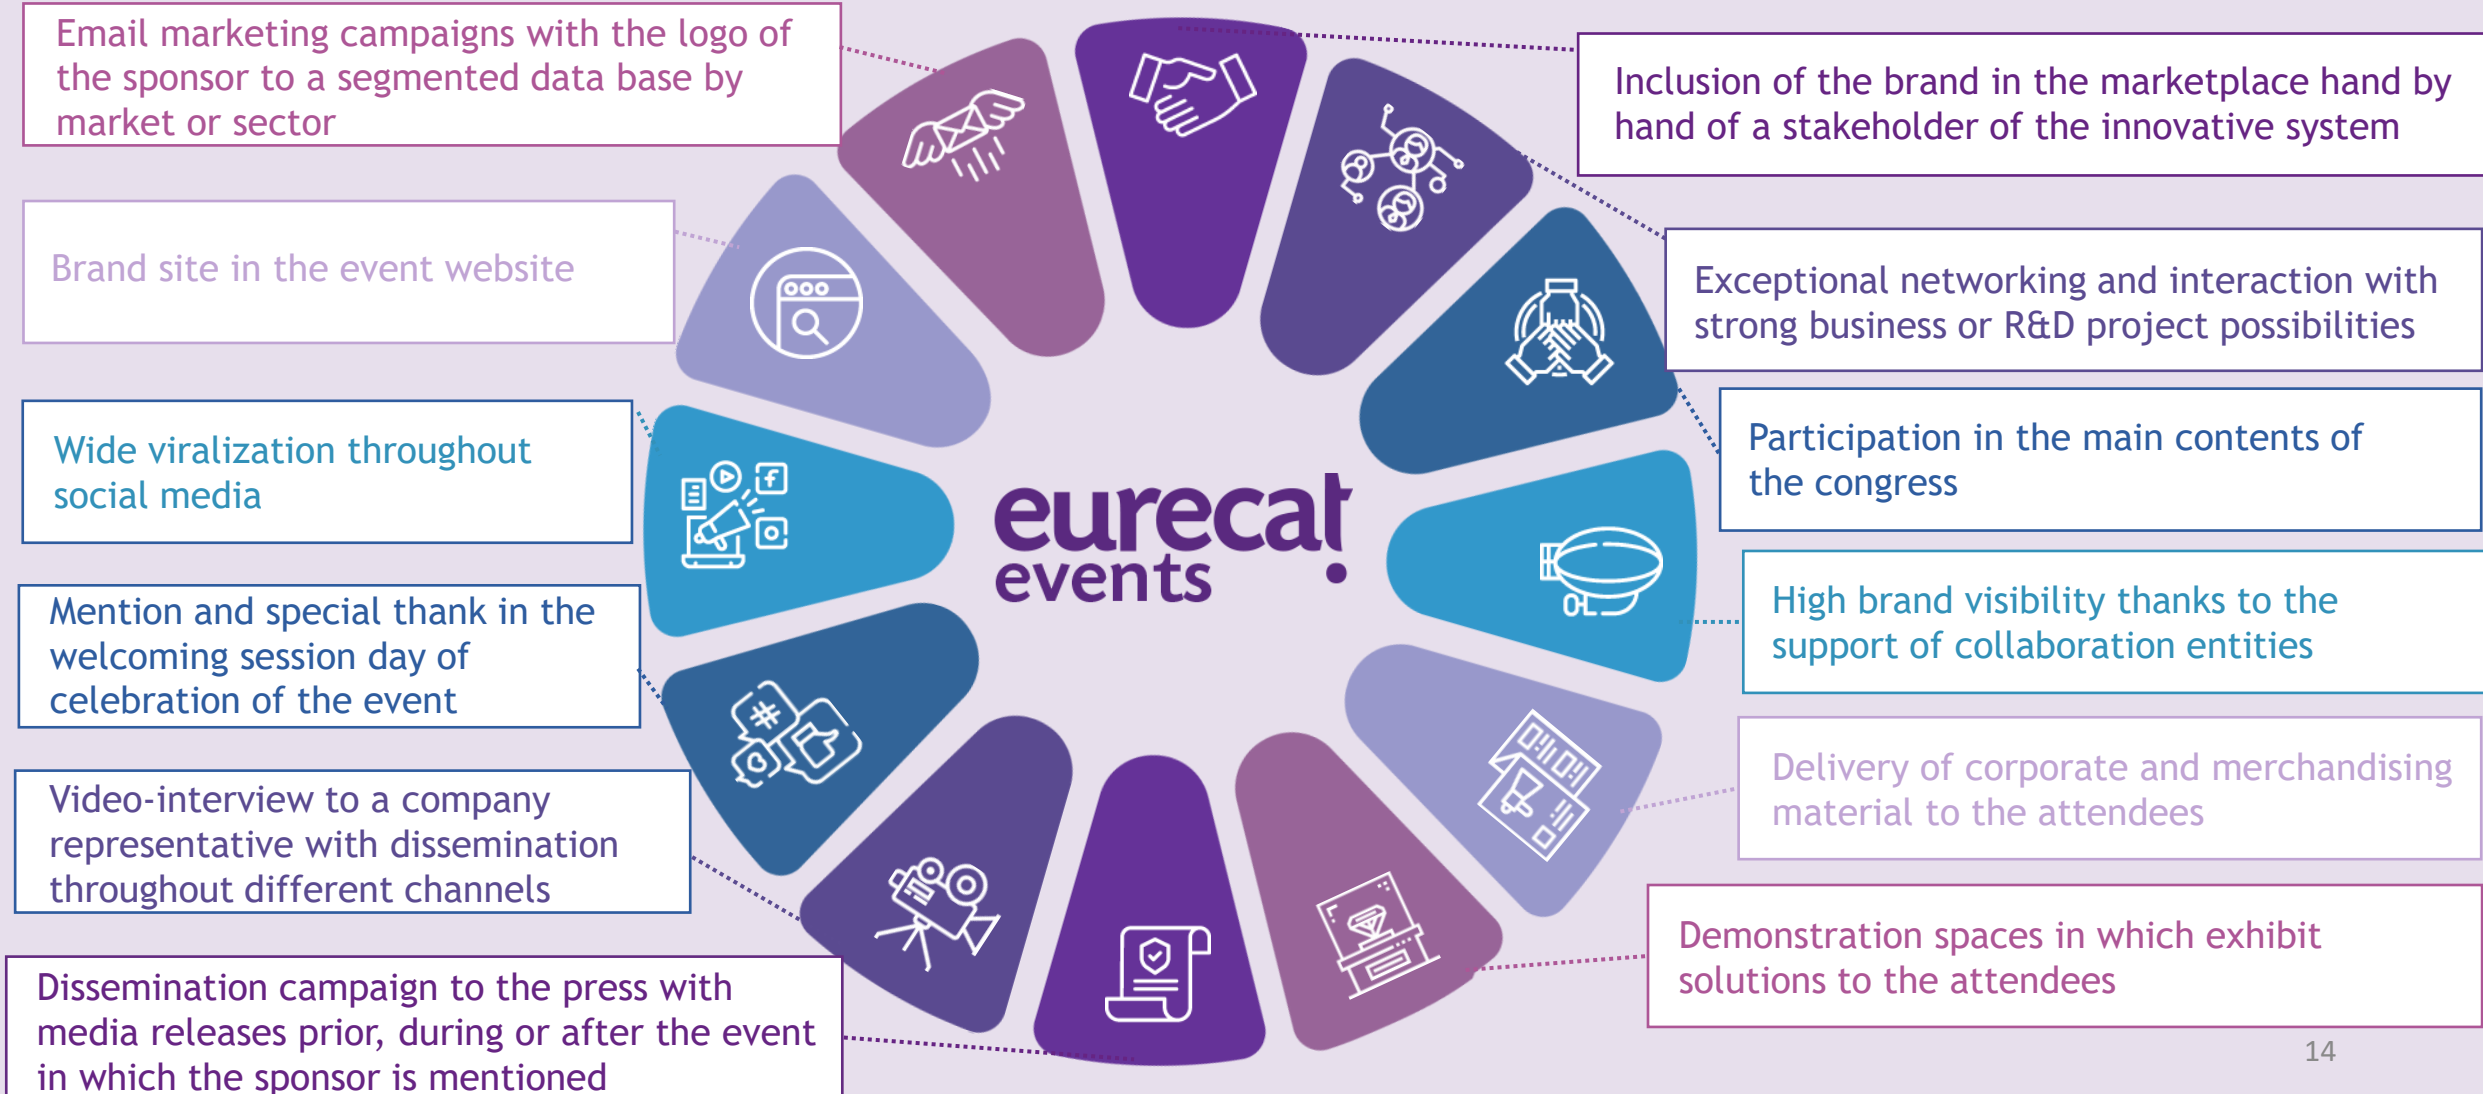 Email marketing campaigns with the logo of
the sponsor to a segmented data base by
market or sector
Brand site in the event website
Wide viralization throughout
social media
Mention and special thank in the
welcoming session day of
celebration of the event
Video-interview to a company
representative with dissemination
throughout different channels
Dissemination campaign to the press with
media releases prior, during or after the event
in which the sponsor is mentioned
eurecat
events
Inclusion of the brand in the marketplace hand by
hand of a stakeholder of the innovative system
Exceptional networking and interaction with
strong business or R&D project possibilities
Participation in the main contents of
the congress
High brand visibility thanks to the
support of collaboration entities
Delivery of corporate and merchandising
material to the attendees
Demonstration spaces in which exhibit
solutions to the attendees
14